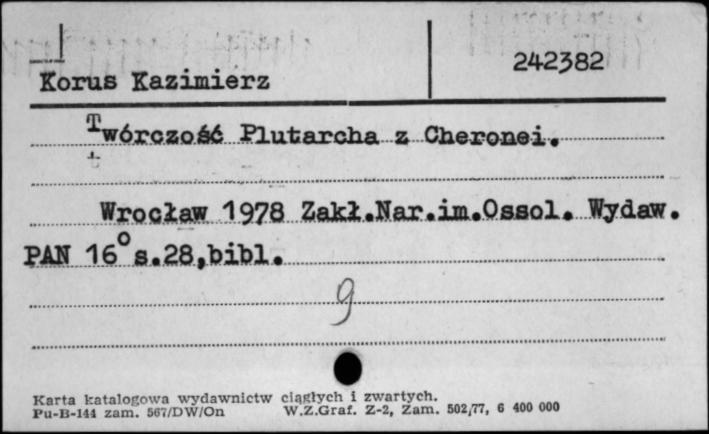 Korus Kazimierz
242382
Twórczość Plutarcha z Cheronei.
t
Wrocław 1978 Zakł.Nar.im.Ossol. Wydaw.
PAN 16° s.28,bibl.
9
Karta katalogowa wydawnictw ciągłych i zwartych.
Pu-B-144 zam. 567/DW/On W.Z.Graf. Z-2, Zam. 502/77, 6 400 000